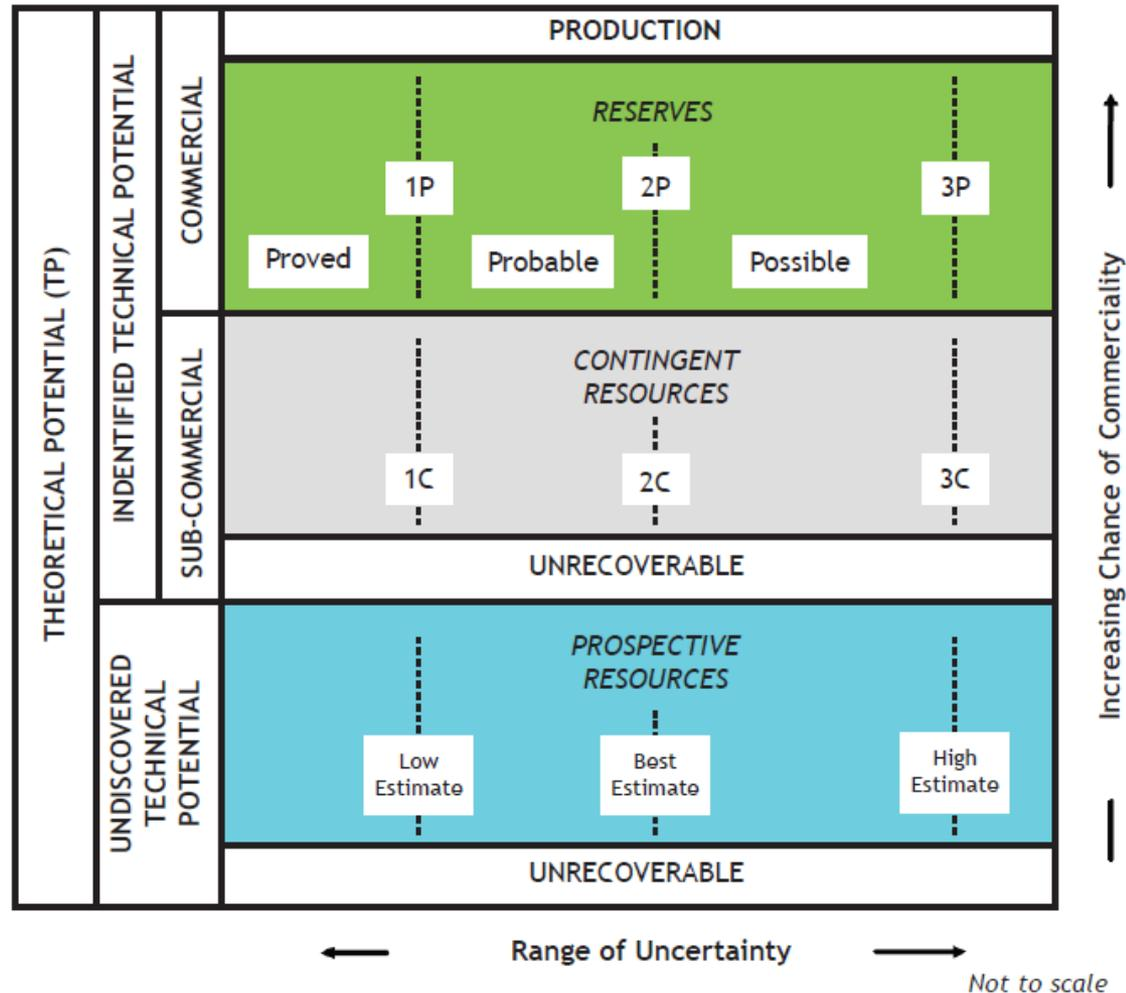 PRODUCTION
THEORETICAL POTENTIAL (TP)
IDENTIFIED TECHNICAL POTENTIAL
COMMERCIAL
RESERVES
1P
2P
3P
Proved
Probable
Possible
SUB-COMMERCIAL
CONTINGENT
RESOURCES
1C
2C
3C
UNRECOVERABLE
UNDISCOVERED
TECHNICAL
POTENTIAL
PROSPECTIVE
RESOURCES
Low
Estimate
Best
Estimate
High
Estimate
UNRECOVERABLE
Increasing Chance of Commerciality
Range of Uncertainty
Not to scale